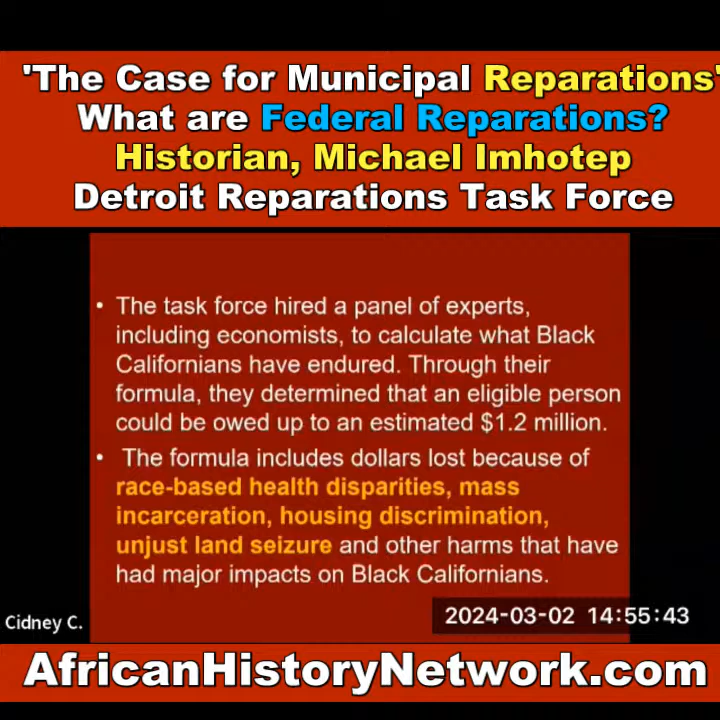 'The Case for Municipal Reparations'
What are Federal Reparations?
Historian, Michael Imhotep
Detroit Reparations Task Force
• The task force hired a panel of experts,
including economists, to calculate what Black
Californians have endured. Through their
formula, they determined that an eligible person
could be owed up to an estimated $1.2 million.
• The formula includes dollars lost because of
race-based health disparities, mass
incarceration, housing discrimination,
unjust land seizure and other harms that have
had major impacts on Black Californians.
Cidney C.
2024-03-02 14:55:43
AfricanHistoryNetwork.com